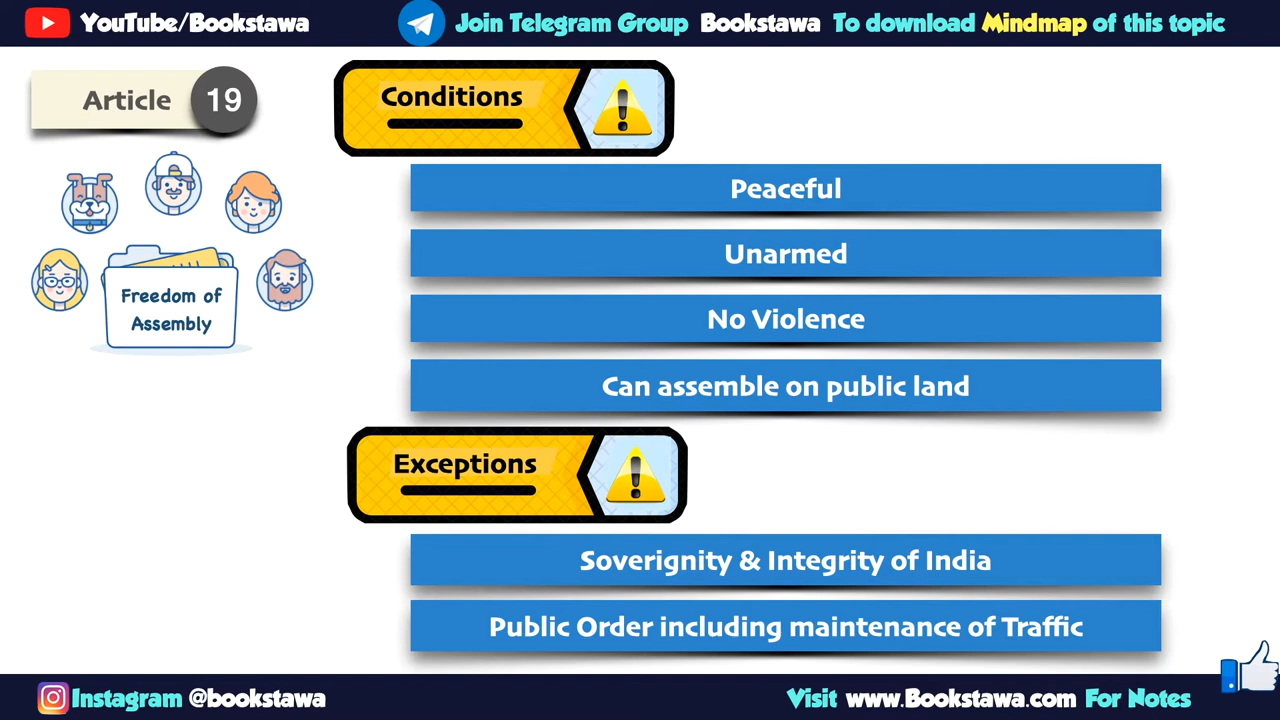 YouTube/Bookstawa
Join Telegram Group Bookstawa To download Mindmap of this topic
Article 19
Freedom of
Assembly
Conditions
Peaceful
Unarmed
No Violence
Can assemble on public land
Exceptions
Soverignity & Integrity of India
Public Order including maintenance of Traffic
Instagram @bookstawa
Visit www.Bookstawa.com For Notes